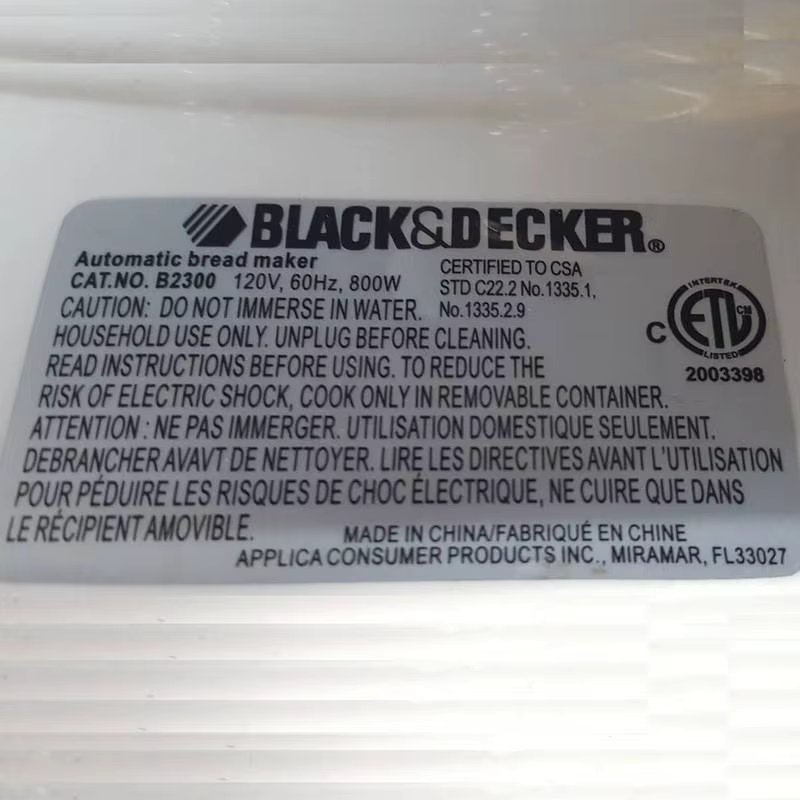 BLACK&DECKER®
Automatic bread maker
CAT.NO. B2300 120V, 60Hz, 800W
CERTIFIED TO CSA
STD C22.2 No.1335.1,
No.1335.2.9
CAUTION: DO NOT IMMERSE IN WATER.
HOUSEHOLD USE ONLY. UNPLUG BEFORE CLEANING.
READ INSTRUCTIONS BEFORE USING. TO REDUCE THE
RISK OF ELECTRIC SHOCK, COOK ONLY IN REMOVABLE CONTAINER.
C
INTERTEK
ETL CM
LISTED
2003398
ATTENTION : NE PAS IMMERGER. UTILISATION DOMESTIQUE SEULEMENT.
DEBRANCHER AVAVT DE NETTOYER. LIRE LES DIRECTIVES AVANT L'UTILISATION
POUR PÉDUIRE LES RISQUES DE CHOC ÉLECTRIQUE, NE CUIRE QUE DANS
LE RÉCIPIENT AMOVIBLE.
MADE IN CHINA/FABRIQUÉ EN CHINE
APPLICA CONSUMER PRODUCTS INC., MIRAMAR, FL33027